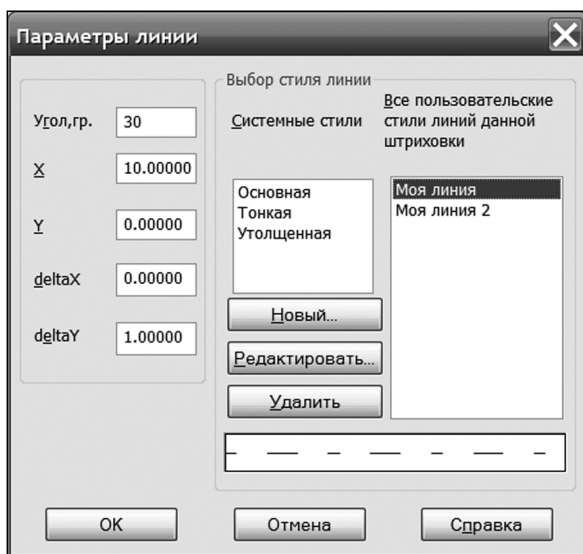 Параметры линии
Угол,гр. 30
X 10.00000
Y 0.00000
deltaX 0.00000
deltaY 1.00000
Выбор стиля линии
Системные стили
Основная
Тонкая
Утолщенная
Новый...
Редактировать...
Удалить
Все пользовательские
стили линий данной
штриховки
Моя линия
Моя линия 2
OK
Отмена
Справка